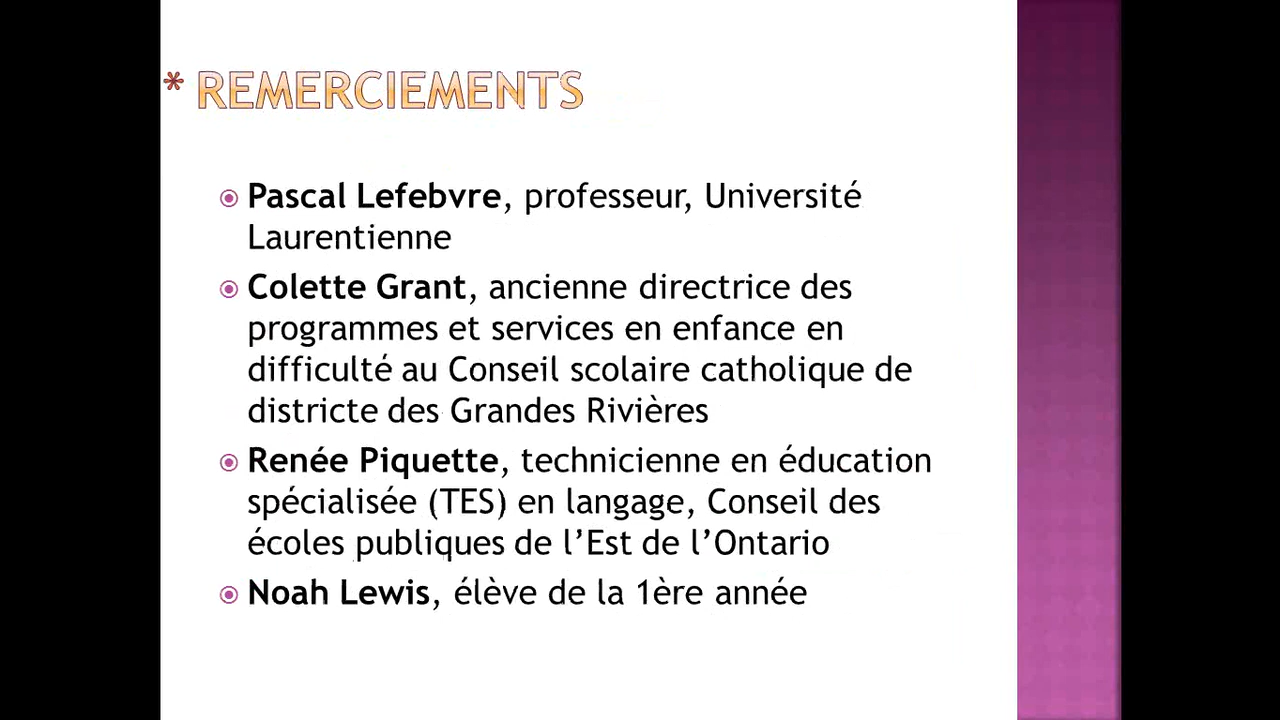 * REMERCIEMENTS
Pascal Lefebvre, professeur, Université
Laurentienne
Colette Grant, ancienne directrice des
programmes et services en enfance en
difficulté au Conseil scolaire catholique de
districte des Grandes Rivières
Renée Piquette, technicienne en éducation
spécialisée (TES) en langage, Conseil des
écoles publiques de l’Est de l’Ontario
Noah Lewis, élève de la 1ère année